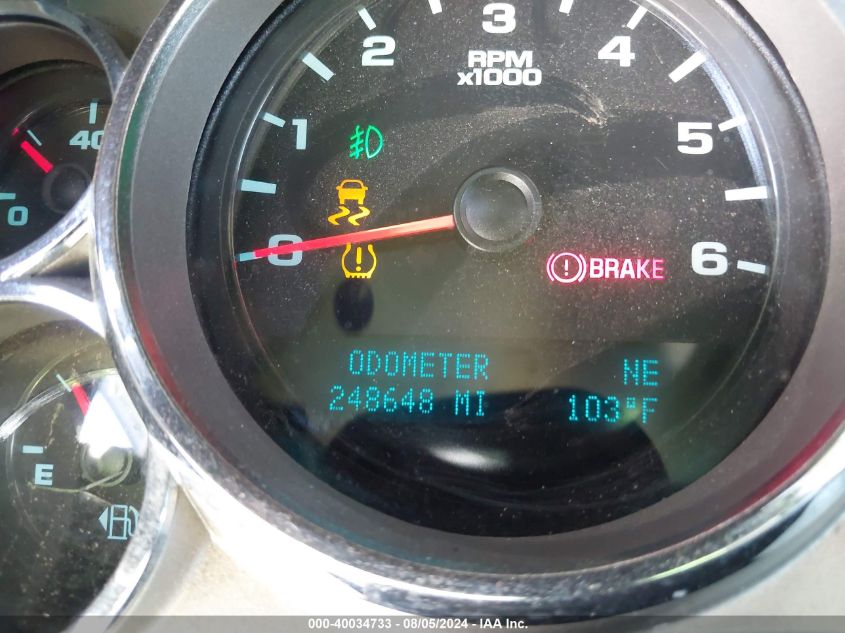 3
2
4
RPM
x1000
40
1
5
0
0
6
BRAKE
ODOMETER NE
248648 MI 103°F
E
000-40034733 - 08/05/2024 - IAA Inc.